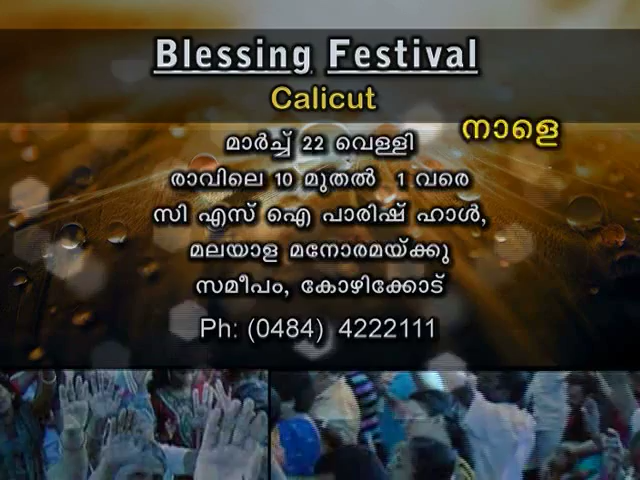 Blessing Festival
Calicut
നാളെ
മാർച്ച് 22 വെള്ളി
രാവിലെ 10 മുതൽ 1 വരെ
സി എസ് ഐ പാരിഷ് ഹാൾ,
മലയാള മനോരമയ്ക്കു
സമീപം, കോഴിക്കോട്
Ph: (0484) 4222111